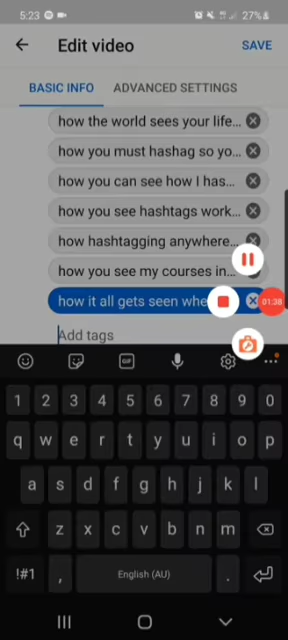 5:23
27%
Edit video
SAVE
BASIC INFO
ADVANCED SETTINGS
how the world sees your life...
how you must hashag so yo...
how you can see how I has...
how you see hashtags work...
how hashtagging anywhere...
how you see my courses in...
how it all gets seen whe
01:38
Add tags
GIF
1 2 3 4 5 6 7 8 9 0
q w e r t y u i o p
a s d f g h j k l
z x c v b n m
!#1 , English (AU) .